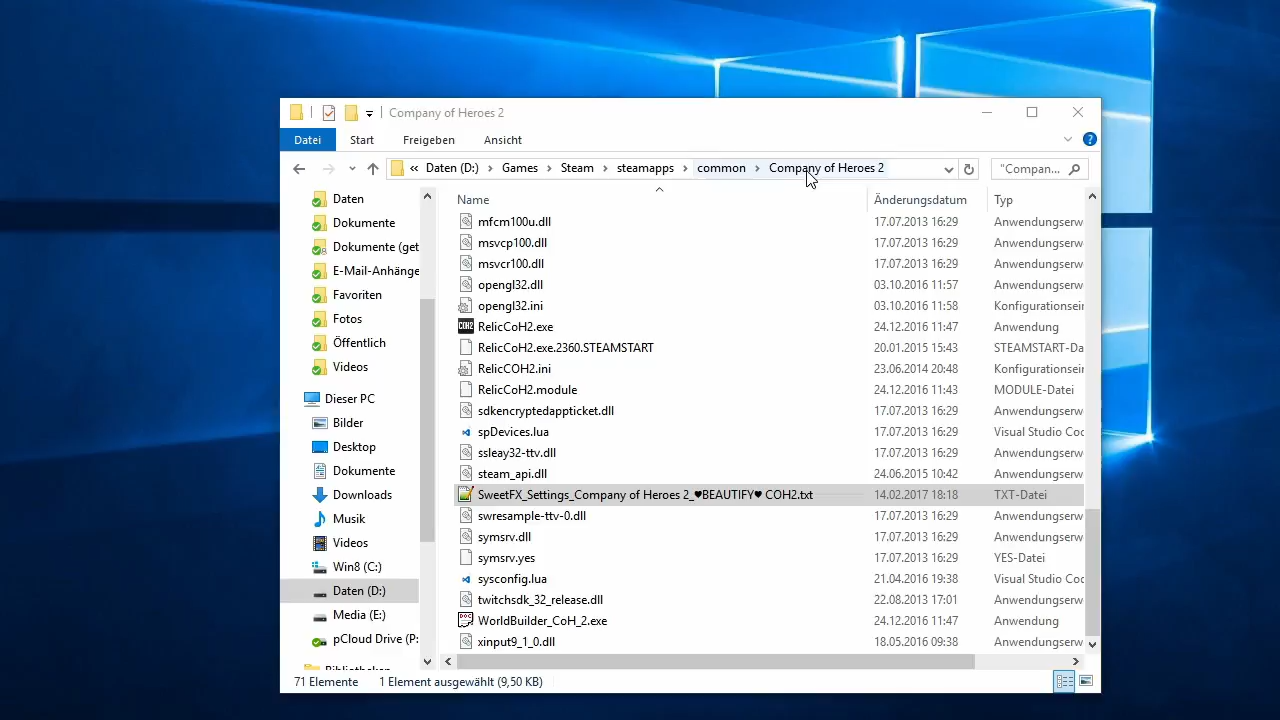 Company of Heroes 2
Datei Start Freigeben Ansicht
« Daten (D:) > Games > Steam > steamapps > common > Company of Heroes 2 "Compan...
Name Änderungsdatum Typ
Daten
Dokumente
Dokumente (get
E-Mail-Anhänge
Favoriten
Fotos
Öffentlich
Videos
Dieser PC
Bilder
Desktop
Dokumente
Downloads
Musik
Videos
Win8 (C:)
Daten (D:)
Media (E:)
pCloud Drive (P:
mfcm100u.dll 17.07.2013 16:29 Anwendungserw
msvcp100.dll 17.07.2013 16:29 Anwendungserw
msvcr100.dll 17.07.2013 16:29 Anwendungserw
opengl32.dll 03.10.2016 11:57 Anwendungserw
opengl32.ini 03.10.2016 11:58 Konfigurationsein
COH2 RelicCoH2.exe 24.12.2016 11:47 Anwendung
RelicCoH2.exe.2360.STEAMSTART 20.01.2015 15:43 STEAMSTART-Da
RelicCOH2.ini 23.06.2014 20:48 Konfigurationsein
RelicCoH2.module 24.12.2016 11:43 MODULE-Datei
sdkencryptedappticket.dll 17.07.2013 16:29 Anwendungserw
spDevices.lua 17.07.2013 16:29 Visual Studio Coc
ssleay32-ttv.dll 17.07.2013 16:29 Anwendungserw
steam_api.dll 24.06.2015 10:42 Anwendungserw
SweetFX_Settings_Company of Heroes 2_♥BEAUTIFY♥ COH2.txt 14.02.2017 18:18 TXT-Datei
swresample-ttv-0.dll 17.07.2013 16:29 Anwendungserw
symsrv.dll 17.07.2013 16:29 Anwendungserw
symsrv.yes 17.07.2013 16:29 YES-Datei
sysconfig.lua 21.04.2016 19:38 Visual Studio Coc
twitchsdk_32_release.dll 22.08.2013 17:01 Anwendungserw
WorldBuilder_CoH_2.exe 24.12.2016 11:47 Anwendung
xinput9_1_0.dll 18.05.2016 09:38 Anwendungserw
71 Elemente 1 Element ausgewählt (9,50 KB)